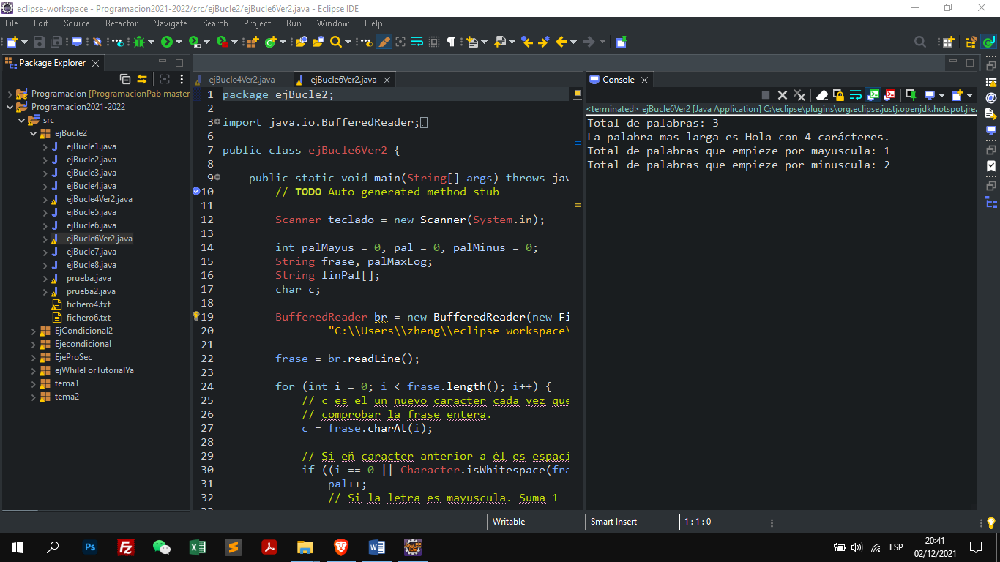 eclipse-workspace - Programacion2021-2022/src/ejBucle2/ejBucle6Ver2.java - Eclipse IDE
File Edit Source Refactor Navigate Search Project Run Window Help
Package Explorer
Programacion [ProgramacionPab master
Programacion2021-2022
src
ejBucle2
ejBucle1.java
ejBucle2.java
ejBucle3.java
ejBucle4.java
ejBucle4Ver2.java
ejBucle5.java
ejBucle6.java
ejBucle6Ver2.java
ejBucle7.java
ejBucle8.java
prueba.java
prueba2.java
fichero4.txt
fichero6.txt
EjCondicional2
Ejecondicional
EjeProSec
ejWhileForTutorialYa
tema1
tema2
ejBucle4Ver2.java ejBucle6Ver2.java
1 package ejBucle2;
2
3 import java.io.BufferedReader;
6
7 public class ejBucle6Ver2 {
8
9 public static void main(String[] args) throws jav
10 // TODO Auto-generated method stub
11
12 Scanner teclado = new Scanner(System.in);
13
14 int palMayus = 0, pal = 0, palMinus = 0;
15 String frase, palMaxLog;
16 String linPal[];
17 char c;
18
19 BufferedReader br = new BufferedReader(new Fi
20 "C:\\Users\\zheng\\eclipse-workspace\
21
22 frase = br.readLine();
23
24 for (int i = 0; i < frase.length(); i++) {
25 // c es el un nuevo caracter cada vez que
26 // comprobar la frase entera.
27 c = frase.charAt(i);
28
29 // Si eñ caracter anterior a él es espaci
30 if ((i == 0 || Character.isWhitespace(fra
31 pal++;
32 // Si la letra es mayuscula. Suma 1
Console
<terminated> ejBucle6Ver2 [Java Application] C:\eclipse\plugins\org.eclipse.justj.openjdk.hotspot.jre.
Total de palabras: 3
La palabra mas larga es Hola con 4 carácteres.
Total de palabras que empieze por mayuscula: 1
Total de palabras que empieze por minuscula: 2
Writable Smart Insert 1 : 1 : 0
Ps Fz ESP
20:41
02/12/2021